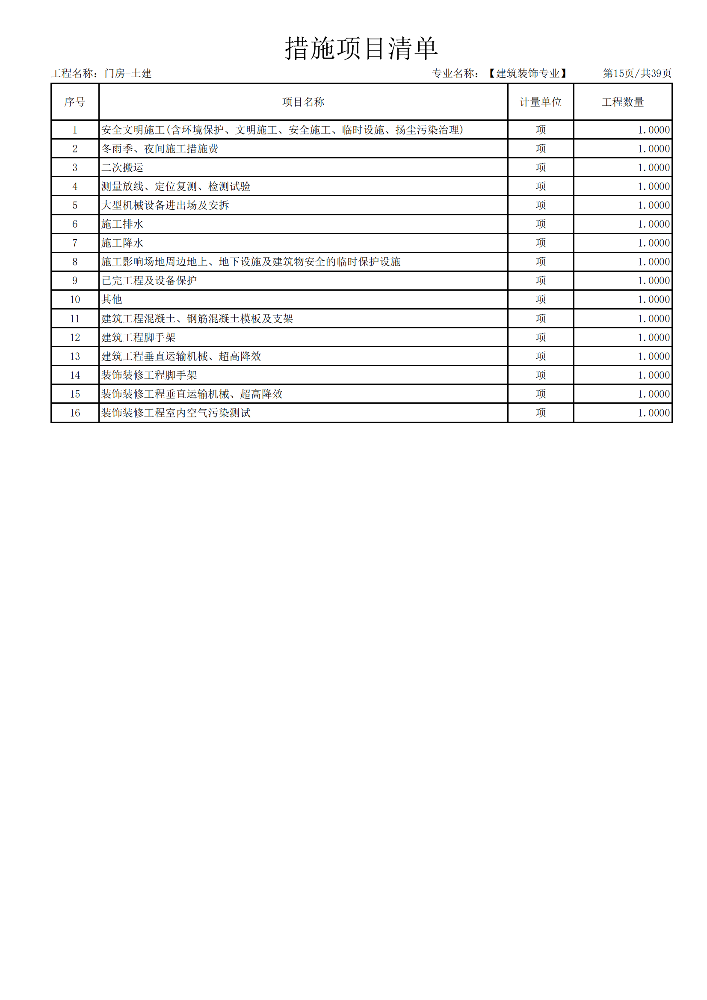 措施项目清单
工程名称：门房-土建 专业名称：【建筑装饰专业】 第15页/共39页
序号 项目名称 计量单位 工程数量
1 安全文明施工(含环境保护、文明施工、安全施工、临时设施、扬尘污染治理) 项 1.0000
2 冬雨季、夜间施工措施费 项 1.0000
3 二次搬运 项 1.0000
4 测量放线、定位复测、检测试验 项 1.0000
5 大型机械设备进出场及安拆 项 1.0000
6 施工排水 项 1.0000
7 施工降水 项 1.0000
8 施工影响场地周边地上、地下设施及建筑物安全的临时保护设施 项 1.0000
9 已完工程及设备保护 项 1.0000
10 其他 项 1.0000
11 建筑工程混凝土、钢筋混凝土模板及支架 项 1.0000
12 建筑工程脚手架 项 1.0000
13 建筑工程垂直运输机械、超高降效 项 1.0000
14 装饰装修工程脚手架 项 1.0000
15 装饰装修工程垂直运输机械、超高降效 项 1.0000
16 装饰装修工程室内空气污染测试 项 1.0000